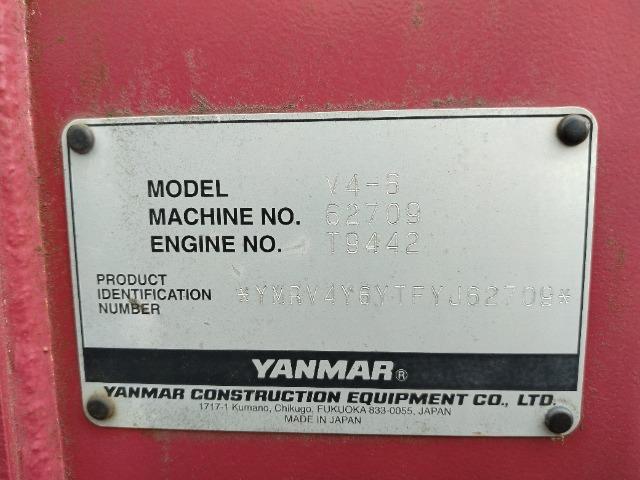 MODEL V4-6
MACHINE NO. 62709
ENGINE NO. T9442
PRODUCT
IDENTIFICATION *YMRV4Y6YTFYJ62709*
NUMBER
YANMAR®
YANMAR CONSTRUCTION EQUIPMENT CO., LTD.
1717-1 Kumano, Chikugo, FUKUOKA 833-0055, JAPAN
MADE IN JAPAN